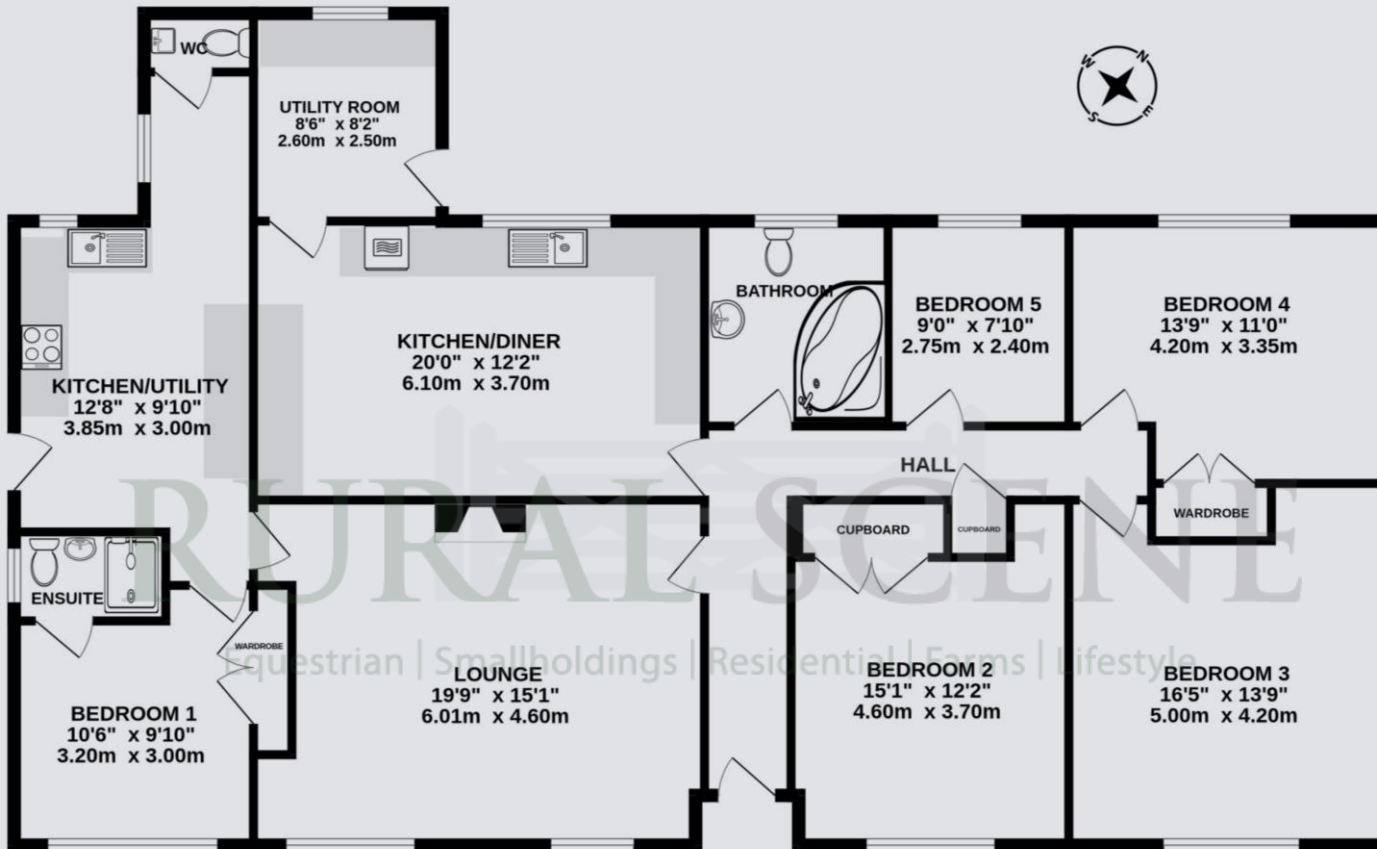 WC
UTILITY ROOM
8'6" x 8'2"
2.60m x 2.50m
W
N
S
E
KITCHEN/UTILITY
12'8" x 9'10"
3.85m x 3.00m
KITCHEN/DINER
20'0" x 12'2"
6.10m x 3.70m
BATHROOM
BEDROOM 5
9'0" x 7'10"
2.75m x 2.40m
BEDROOM 4
13'9" x 11'0"
4.20m x 3.35m
HALL
RURAL SCENE
Equestrian | Smallholdings | Residential | Farms | Lifestyle
CUPBOARD
CUPBOARD
WARDROBE
ENSUITE
WARDROBE
BEDROOM 1
10'6" x 9'10"
3.20m x 3.00m
LOUNGE
19'9" x 15'1"
6.01m x 4.60m
BEDROOM 2
15'1" x 12'2"
4.60m x 3.70m
BEDROOM 3
16'5" x 13'9"
5.00m x 4.20m